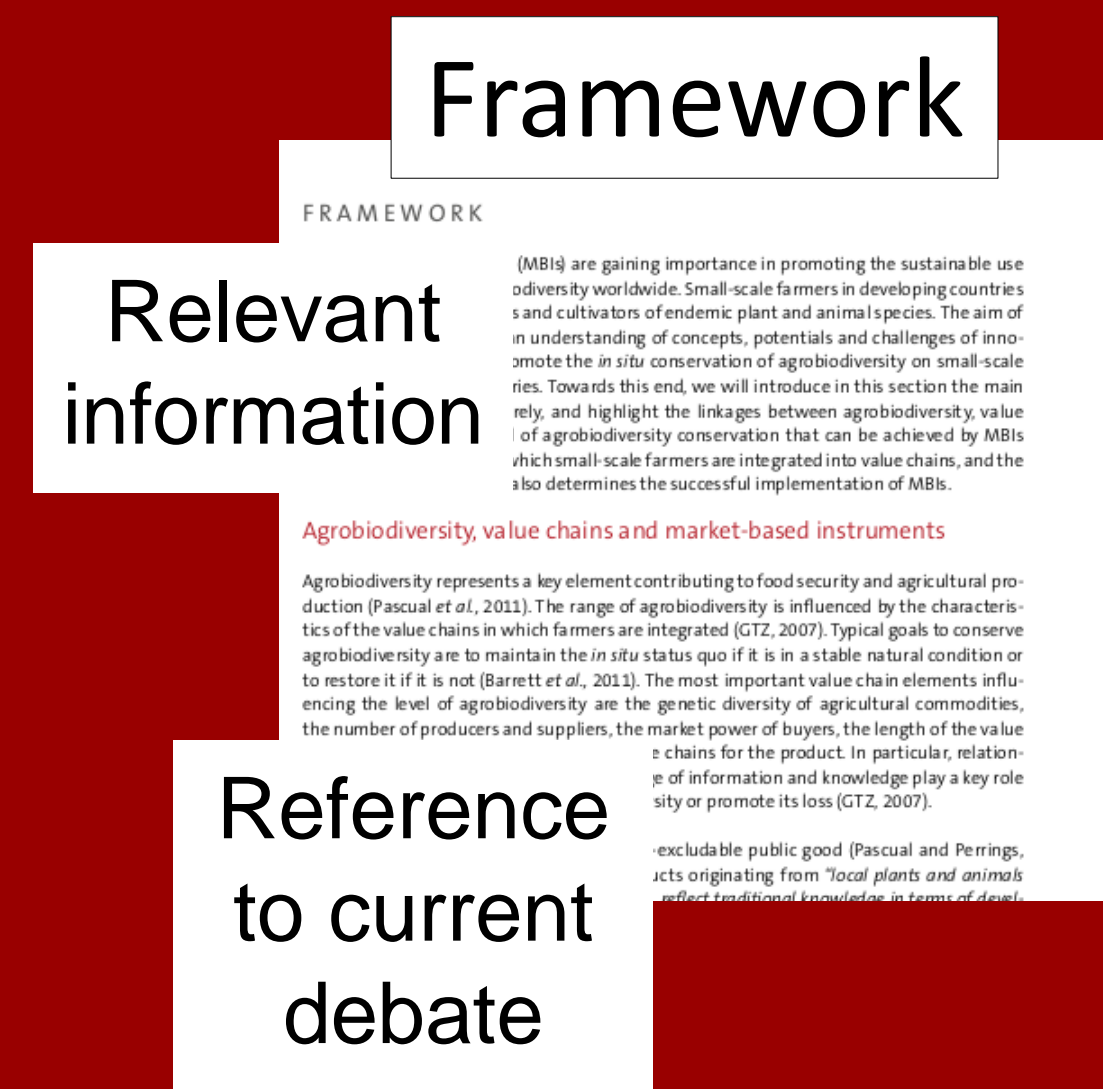 Framework
FRAMEWORK
Relevant
information
(MBIs) are gaining importance in promoting the sustainable use
odiversity worldwide. Small-scale farmers in developing countries
s and cultivators of endemic plant and animal species. The aim of
n understanding of concepts, potentials and challenges of inno-
omote the in situ conservation of agrobiodiversity on small-scale
ries. Towards this end, we will introduce in this section the main
rely, and highlight the linkages between agrobiodiversity, value
of agrobiodiversity conservation that can be achieved by MBIs
which small-scale farmers are integrated into value chains, and the
also determines the successful implementation of MBIs.
Agrobiodiversity, value chains and market-based instruments
Agrobiodiversity represents a key element contributing to food security and agricultural pro-
duction (Pascual et al., 2011). The range of agrobiodiversity is influenced by the characteris-
tics of the value chains in which farmers are integrated (GTZ, 2007). Typical goals to conserve
agrobiodiversity are to maintain the in situ status quo if it is in a stable natural condition or
to restore it if it is not (Barrett et al., 2011). The most important value chain elements influ-
encing the level of agrobiodiversity are the genetic diversity of agricultural commodities,
the number of producers and suppliers, the market power of buyers, the length of the value
e chains for the product. In particular, relation-
e of information and knowledge play a key role
sity or promote its loss (GTZ, 2007).
-excludable public good (Pascual and Perrings,
ucts originating from "local plants and animals
reflect traditional knowledge in terms of devel-
Reference
to current
debate